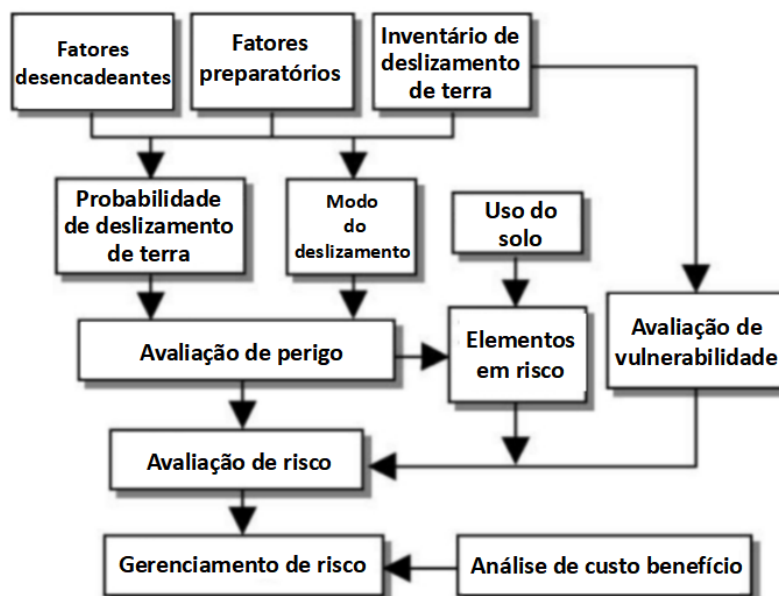 Fatores
desencadeantes
Fatores
preparatórios
Inventário de
deslizamento
de terra
Probabilidade
de deslizamento
de terra
Modo
do
deslizamento
Uso do
solo
Avaliação de perigo
Elementos
em risco
Avaliação de
vulnerabilidade
Avaliação de risco
Gerenciamento de risco
Análise de custo benefício